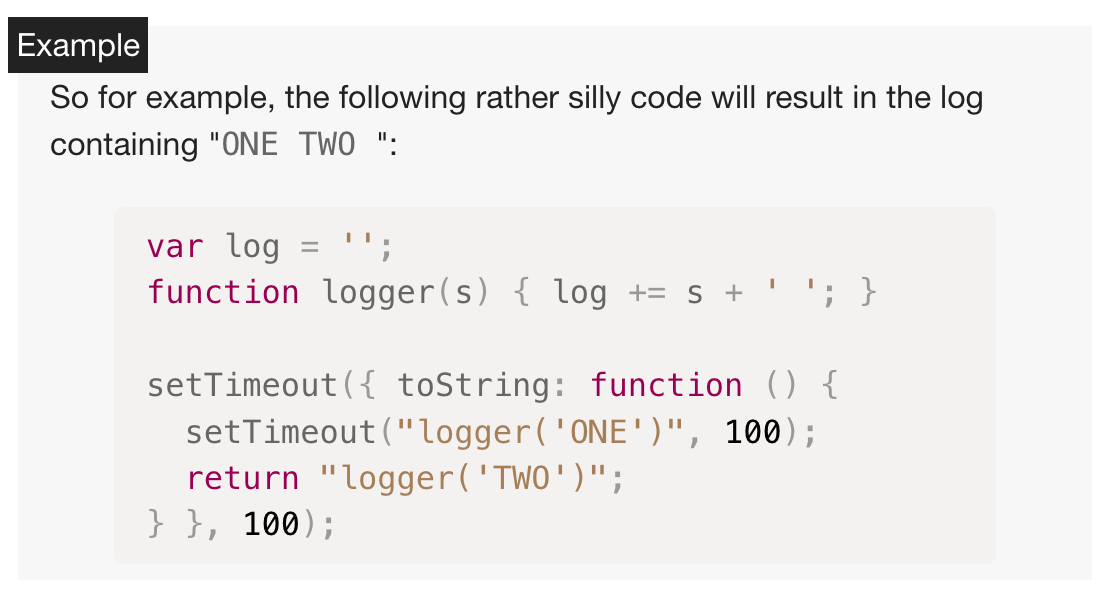 Example
So for example, the following rather silly code will result in the log
containing "ONE TWO ":
var log = '';
function logger(s) { log += s + ' '; }
setTimeout({ toString: function () {
  setTimeout("logger('ONE')", 100);
  return "logger('TWO')";
} }, 100);